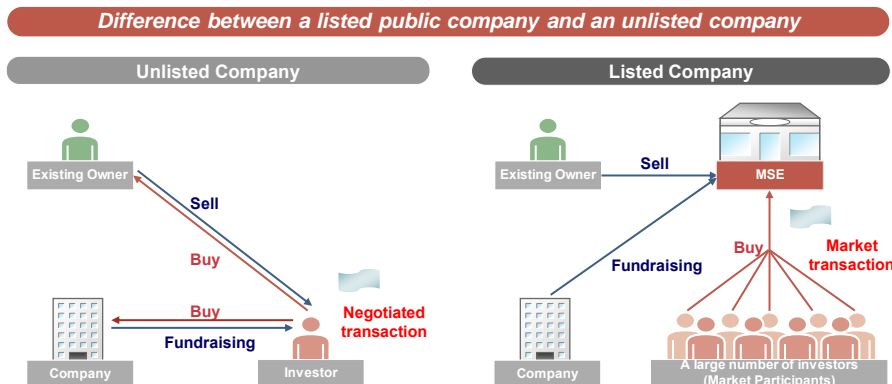 Difference between a listed public company and an unlisted company
Unlisted Company
Existing Owner
Sell
Buy
Buy
Fundraising
Negotiated
transaction
Company
Investor
Listed Company
Existing Owner
Sell
MSE
Fundraising
Buy
Market
transaction
Company
A large number of investors
(Market Participants)